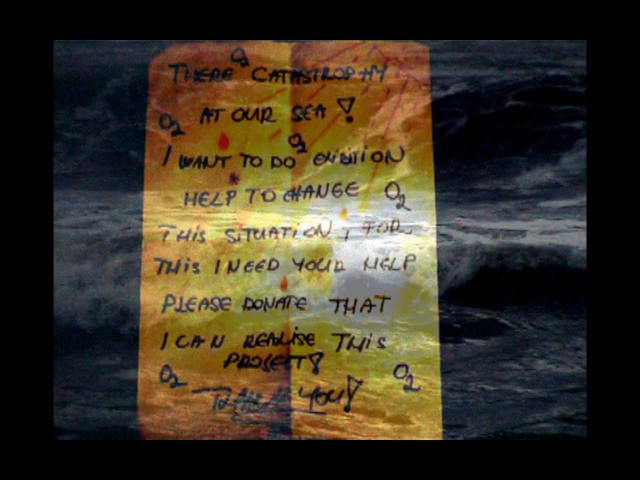 THERE O2 CATASTROPHY
O2 AT OUR SEA !
I WANT TO DO O2 EXIBITION
HELP TO CHANGE O2
THIS SITUATION, FOR
THIS I NEED YOUR HELP
PLEASE DONATE THAT
I CAN REALISE THIS
PROJECT!
O2 O2
THANK YOU!